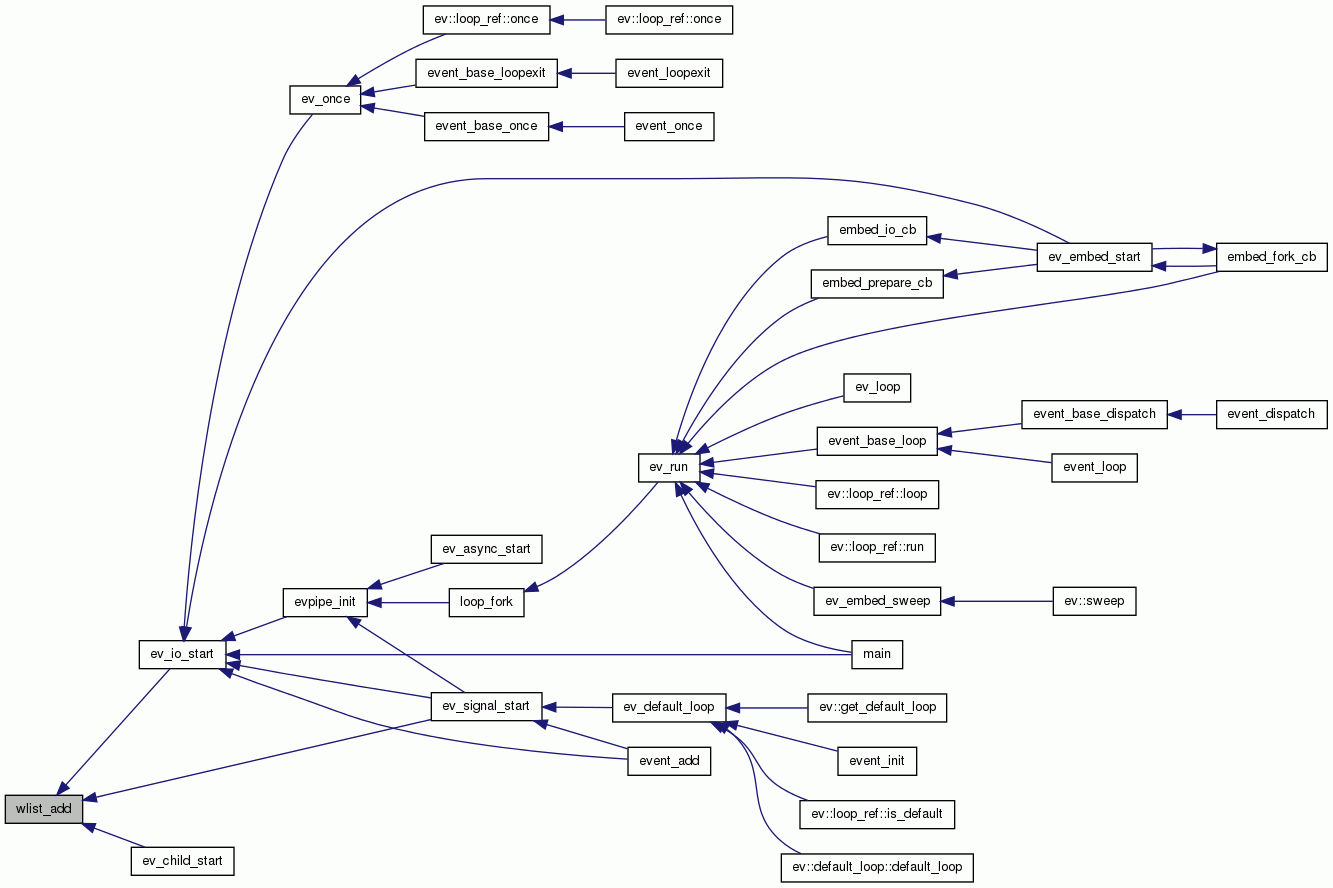 ev::loop_ref::once
ev::loop_ref::once
event_base_loopexit
event_loopexit
ev_once
event_base_once
event_once
embed_io_cb
ev_embed_start
embed_fork_cb
embed_prepare_cb
ev_loop
event_base_dispatch
event_dispatch
event_base_loop
ev_run
event_loop
ev::loop_ref::loop
ev::loop_ref::run
ev_async_start
evpipe_init
loop_fork
ev_embed_sweep
ev::sweep
ev_io_start
main
ev_signal_start
ev_default_loop
ev::get_default_loop
event_add
event_init
wlist_add
ev::loop_ref::is_default
ev_child_start
ev::default_loop::default_loop